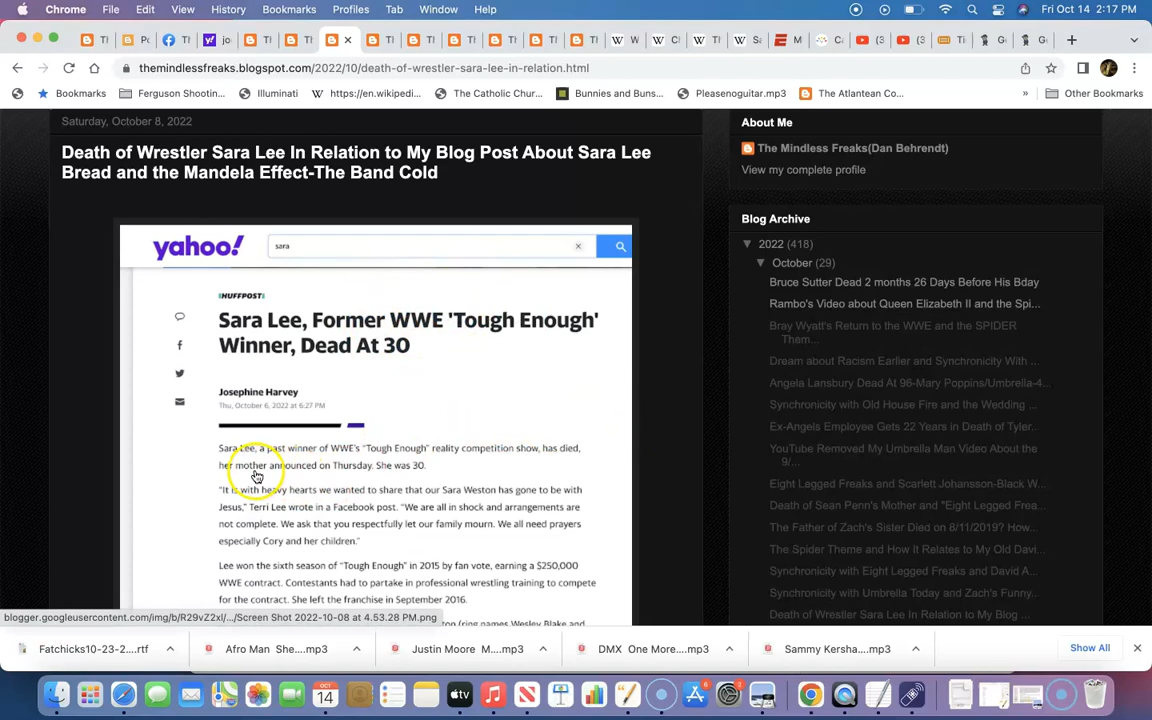 Chrome File Edit View History Bookmarks Profiles Tab Window Help Fri Oct 14 2:17 PM
themindlessfreaks.blogspot.com/2022/10/death-of-wrestler-sara-lee-in-relation.html
Bookmarks Ferguson Shootin... Illuminati https://en.wikipedi... The Catholic Chur... Bunnies and Buns... Pleasenoguitar.mp3 The Atlantean Co... » Other Bookmarks
Saturday, October 8, 2022
Death of Wrestler Sara Lee In Relation to My Blog Post About Sara Lee
Bread and the Mandela Effect-The Band Cold
yahoo!
sara
HUFFPOST
Sara Lee, Former WWE 'Tough Enough'
Winner, Dead At 30
Josephine Harvey
Thu, October 6, 2022 at 6:27 PM
Sara Lee, a past winner of WWE's "Tough Enough" reality competition show, has died,
her mother announced on Thursday. She was 30.
"It is with heavy hearts we wanted to share that our Sara Weston has gone to be with
Jesus," Terri Lee wrote in a Facebook post. "We are all in shock and arrangements are
not complete. We ask that you respectfully let our family mourn. We all need prayers
especially Cory and her children."
Lee won the sixth season of "Tough Enough" in 2015 by fan vote, earning a $250,000
WWE contract. Contestants had to partake in professional wrestling training to compete
for the contract. She left the franchise in September 2016.
(ring names Wesley Blake and
About Me
The Mindless Freaks(Dan Behrendt)
View my complete profile
Blog Archive
▼ 2022 (418)
▼ October (29)
Bruce Sutter Dead 2 months 26 Days Before His Bday
Rambo's Video about Queen Elizabeth II and the Spi...
Bray Wyatt's Return to the WWE and the SPIDER
Them...
Dream about Racism Earlier and Synchronicity With ...
Angela Lansbury Dead At 96-Mary Poppins/Umbrella-4...
Synchronicity with Old House Fire and the Wedding ...
Ex-Angels Employee Gets 22 Years in Death of Tyler...
YouTube Removed My Umbrella Man Video About the
9/...
Eight Legged Freaks and Scarlett Johansson-Black W...
Death of Sean Penn's Mother and "Eight Legged Frea...
The Father of Zach's Sister Died on 8/11/2019? How...
The Spider Theme and How It Relates to My Old Davi...
Synchronicity with Eight Legged Freaks and David A...
Synchronicity with Umbrella Today and Zach's Funny...
Death of Wrestler Sara Lee In Relation to My Blog ...
blogger.googleusercontent.com/img/b/R29vZ2xl/.../Screen Shot 2022-10-08 at 4.53.28 PM.png
Fatchicks10-23-2....rtf Afro Man She....mp3 Justin Moore M....mp3 DMX One More....mp3 Sammy Kersha....mp3 Show All